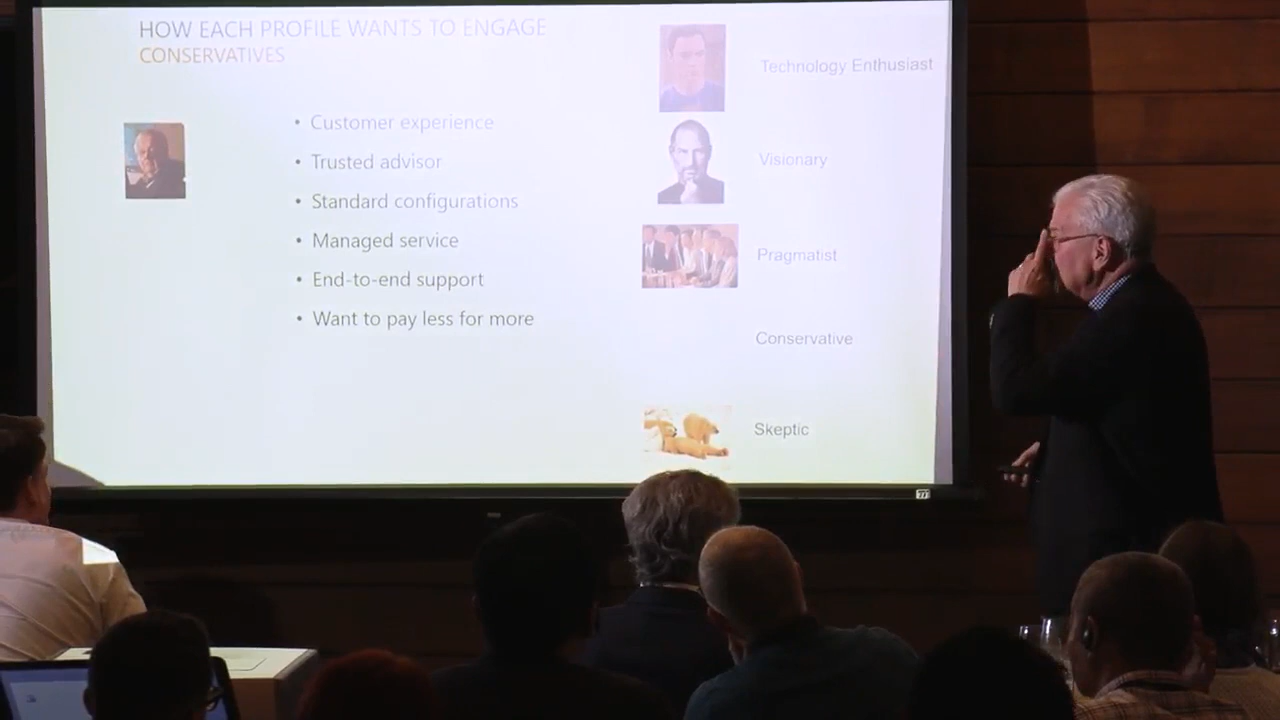 HOW EACH PROFILE WANTS TO ENGAGE
CONSERVATIVES
• Customer experience
• Trusted advisor
• Standard configurations
• Managed service
• End-to-end support
• Want to pay less for more
Technology Enthusiast
Visionary
Pragmatist
Conservative
Skeptic